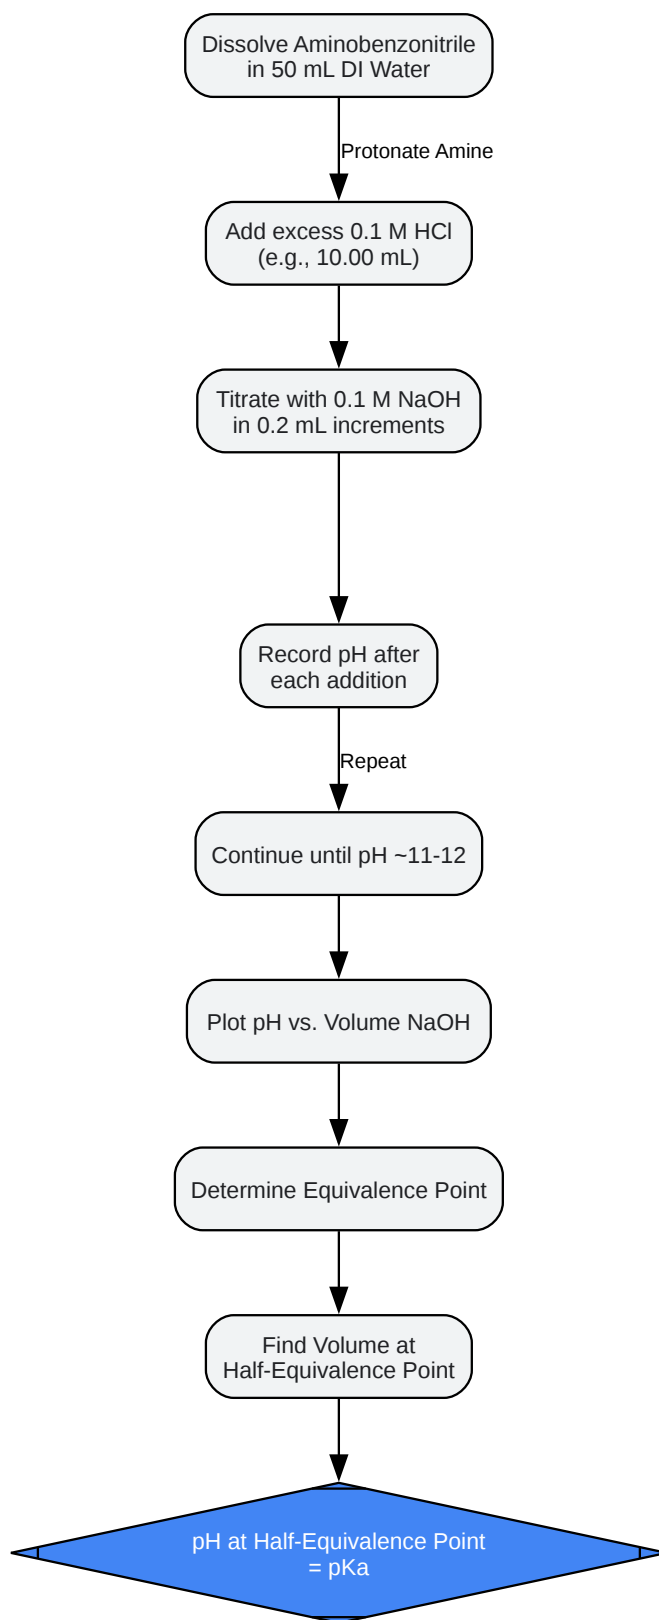 Dissolve Aminobenzonitrile
in 50 mL DI Water
Protonate Amine
Add excess 0.1 M HCl
(e.g., 10.00 mL)
Titrate with 0.1 M NaOH
in 0.2 mL increments
Record pH after
each addition
Repeat
Continue until pH ~11-12
Plot pH vs. Volume NaOH
Determine Equivalence Point
Find Volume at
Half-Equivalence Point
pH at Half-Equivalence Point
= pKa